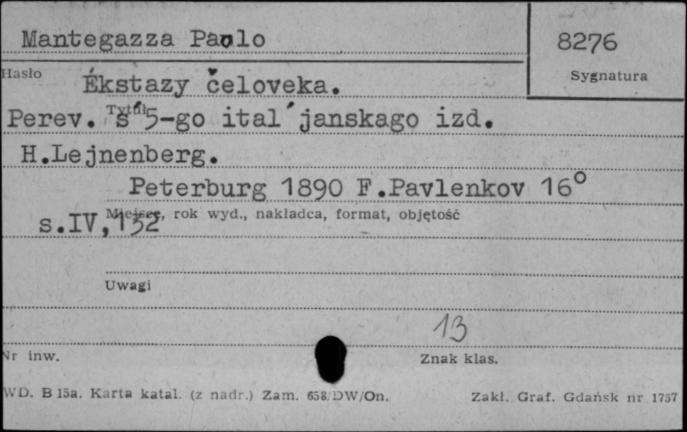 Mantegazza Paolo
8276
Hasło
Sygnatura
Ėkstazy čeloveka.
Tytuł
Perev. s 5-go ital´janskago izd.
H.Lejnenberg.
Peterburg 1890 F.Pavlenkov 16°
Miejsce, rok wyd., nakładca, format, objętość
s.IV,152
Uwagi
13
Nr inw.
Znak klas.
WD. B 15a. Karta katal. (z nadr.) Zam. 658/DW/On.
Zakł. Graf. Gdańsk nr 1757